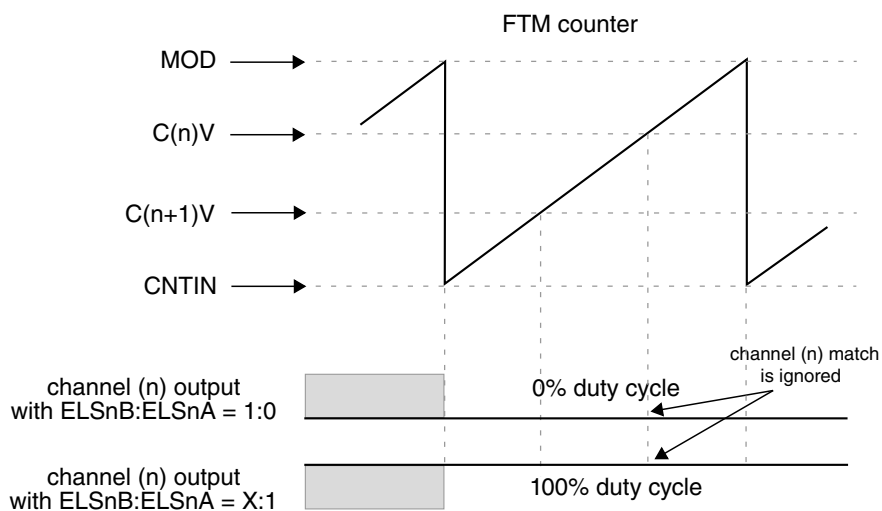 FTM counter
MOD
C(n)V
C(n+1)V
CNTIN
channel (n) match
is ignored
channel (n) output
with ELSnB:ELSnA = 1:0
0% duty cycle
channel (n) output
with ELSnB:ELSnA = X:1
100% duty cycle